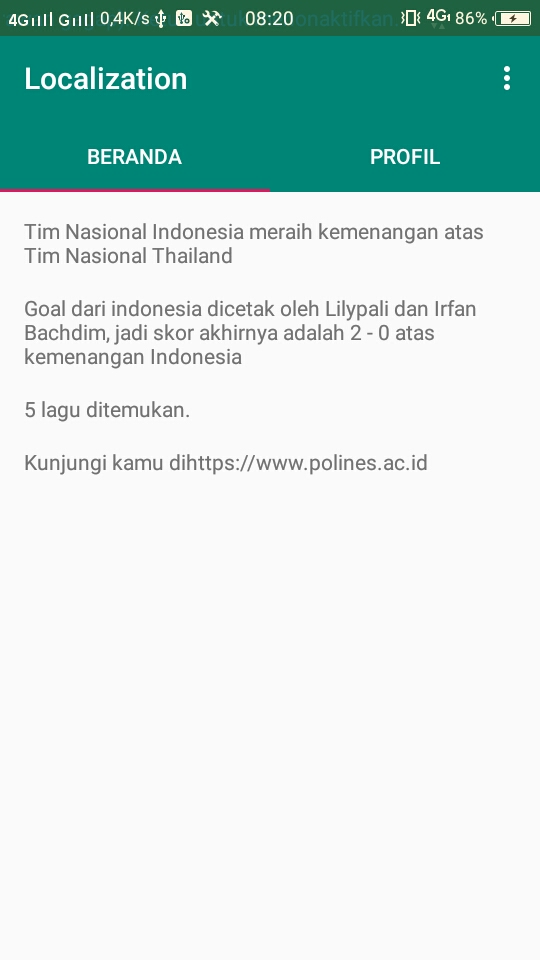 4G G 0,4K/s 08:20 4G 86%
Localization
BERANDA
PROFIL
Tim Nasional Indonesia meraih kemenangan atas
Tim Nasional Thailand
Goal dari indonesia dicetak oleh Lilypali dan Irfan
Bachdim, jadi skor akhirnya adalah 2 - 0 atas
kemenangan Indonesia
5 lagu ditemukan.
Kunjungi kamu dihttps://www.polines.ac.id